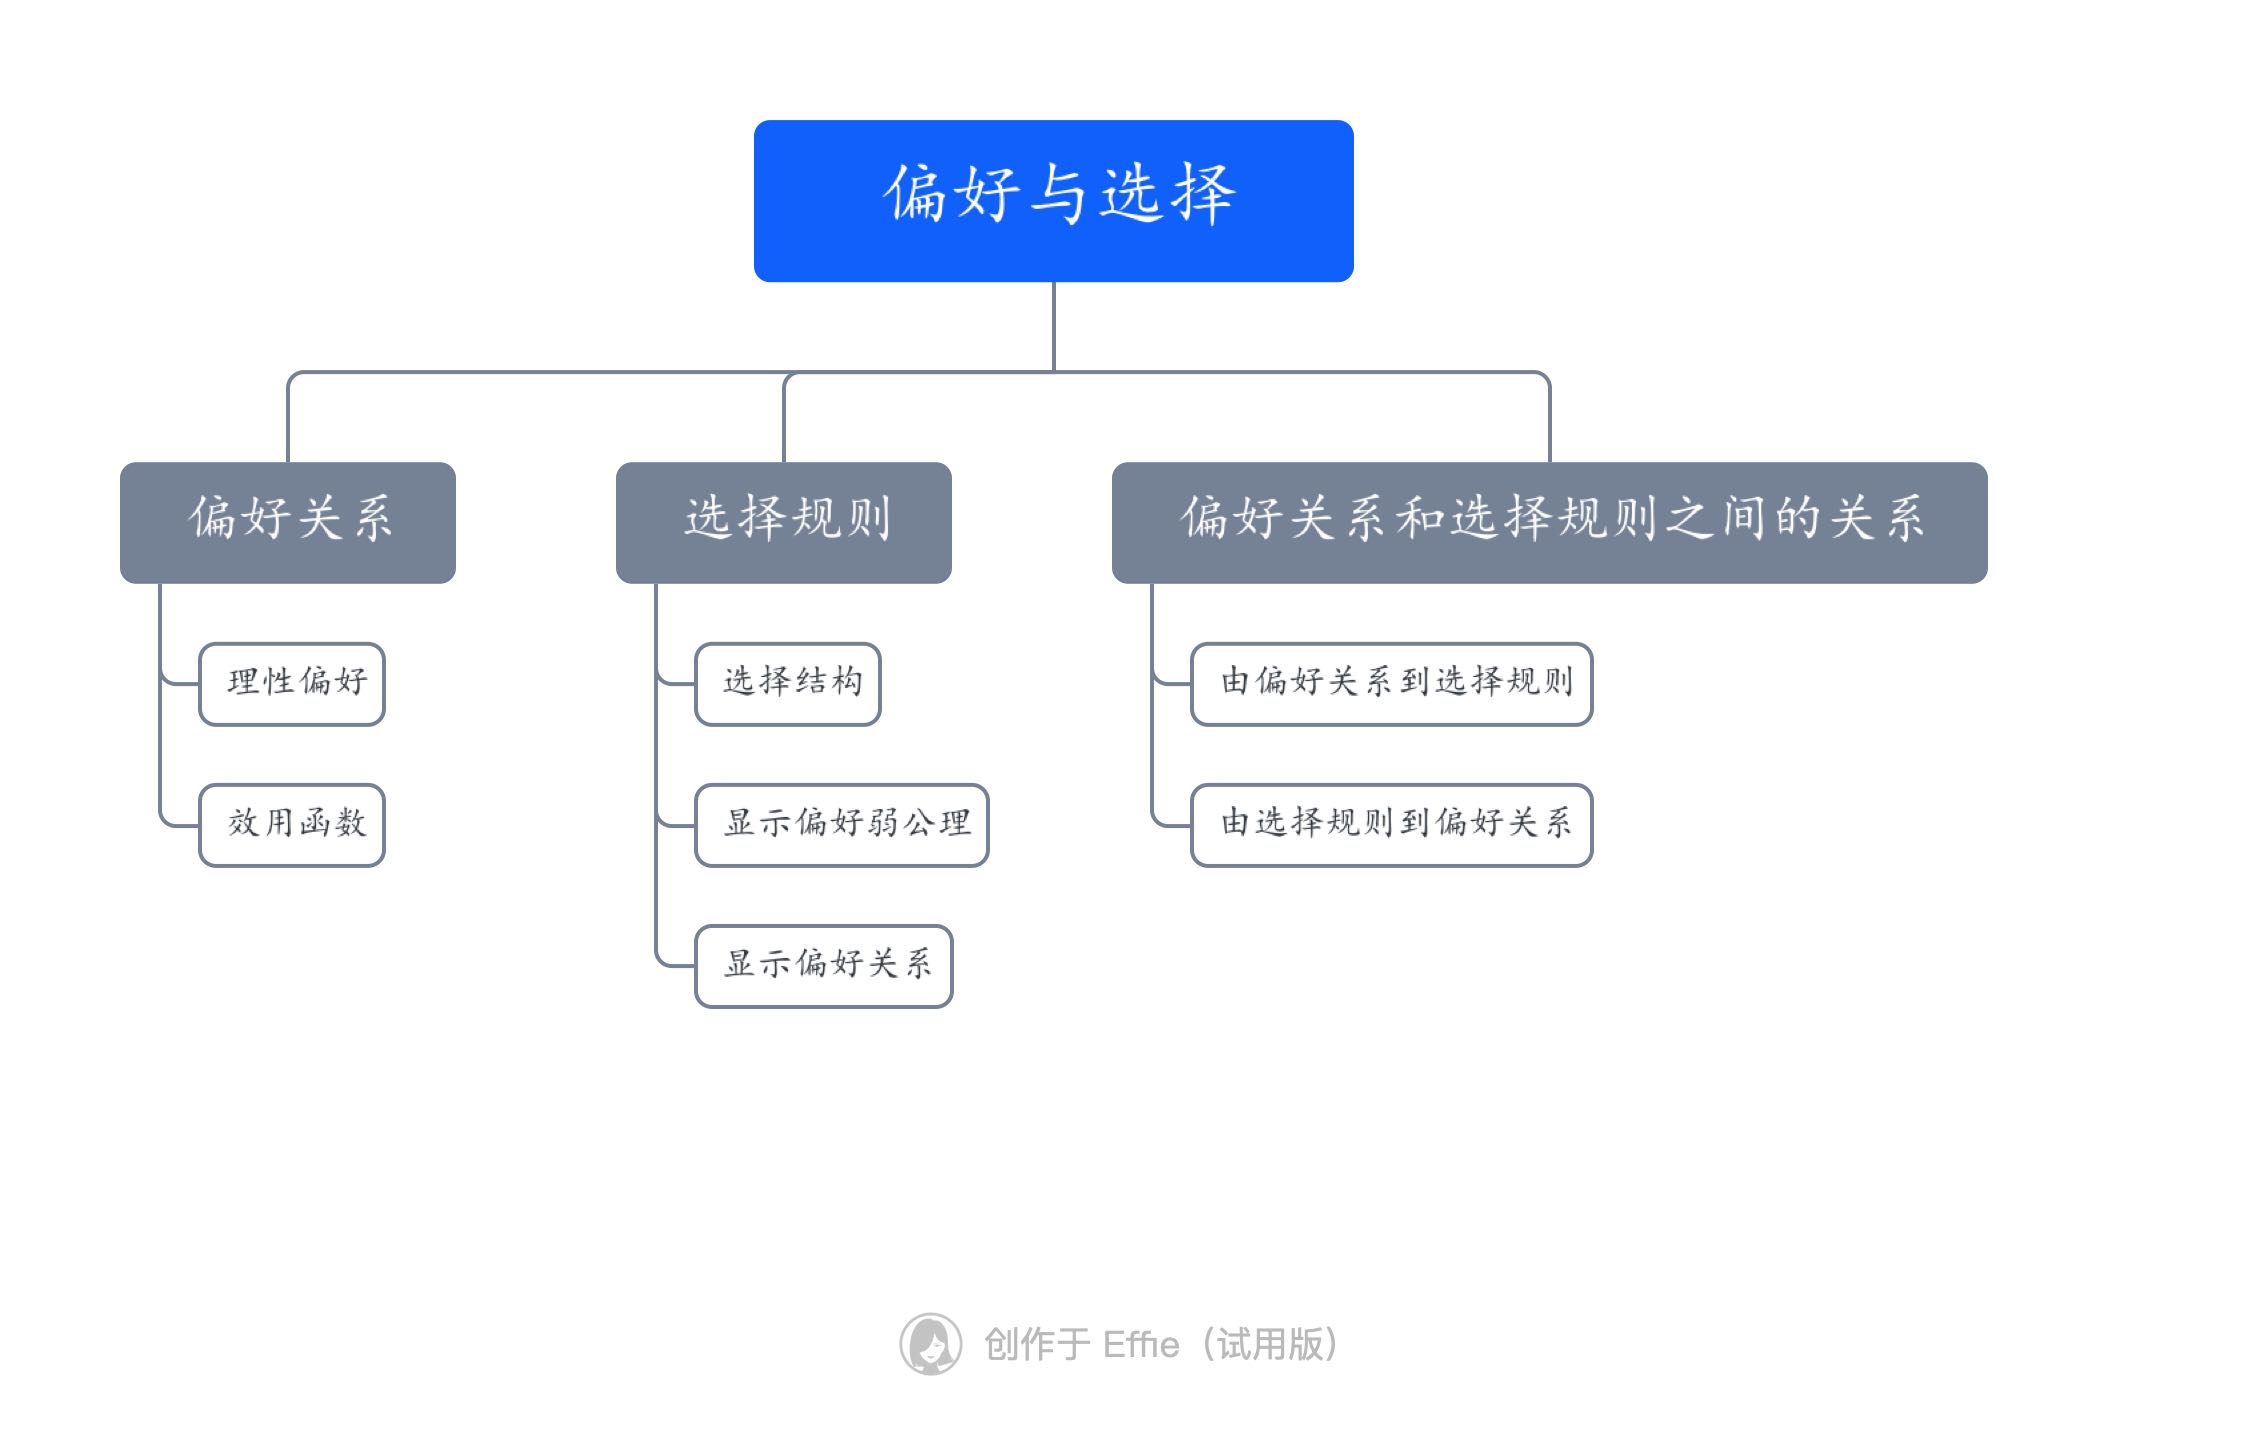 偏好与选择
偏好关系
理性偏好
效用函数
选择规则
选择结构
显示偏好弱公理
显示偏好关系
偏好关系和选择规则之间的关系
由偏好关系到选择规则
由选择规则到偏好关系
创作于 Effie（试用版）